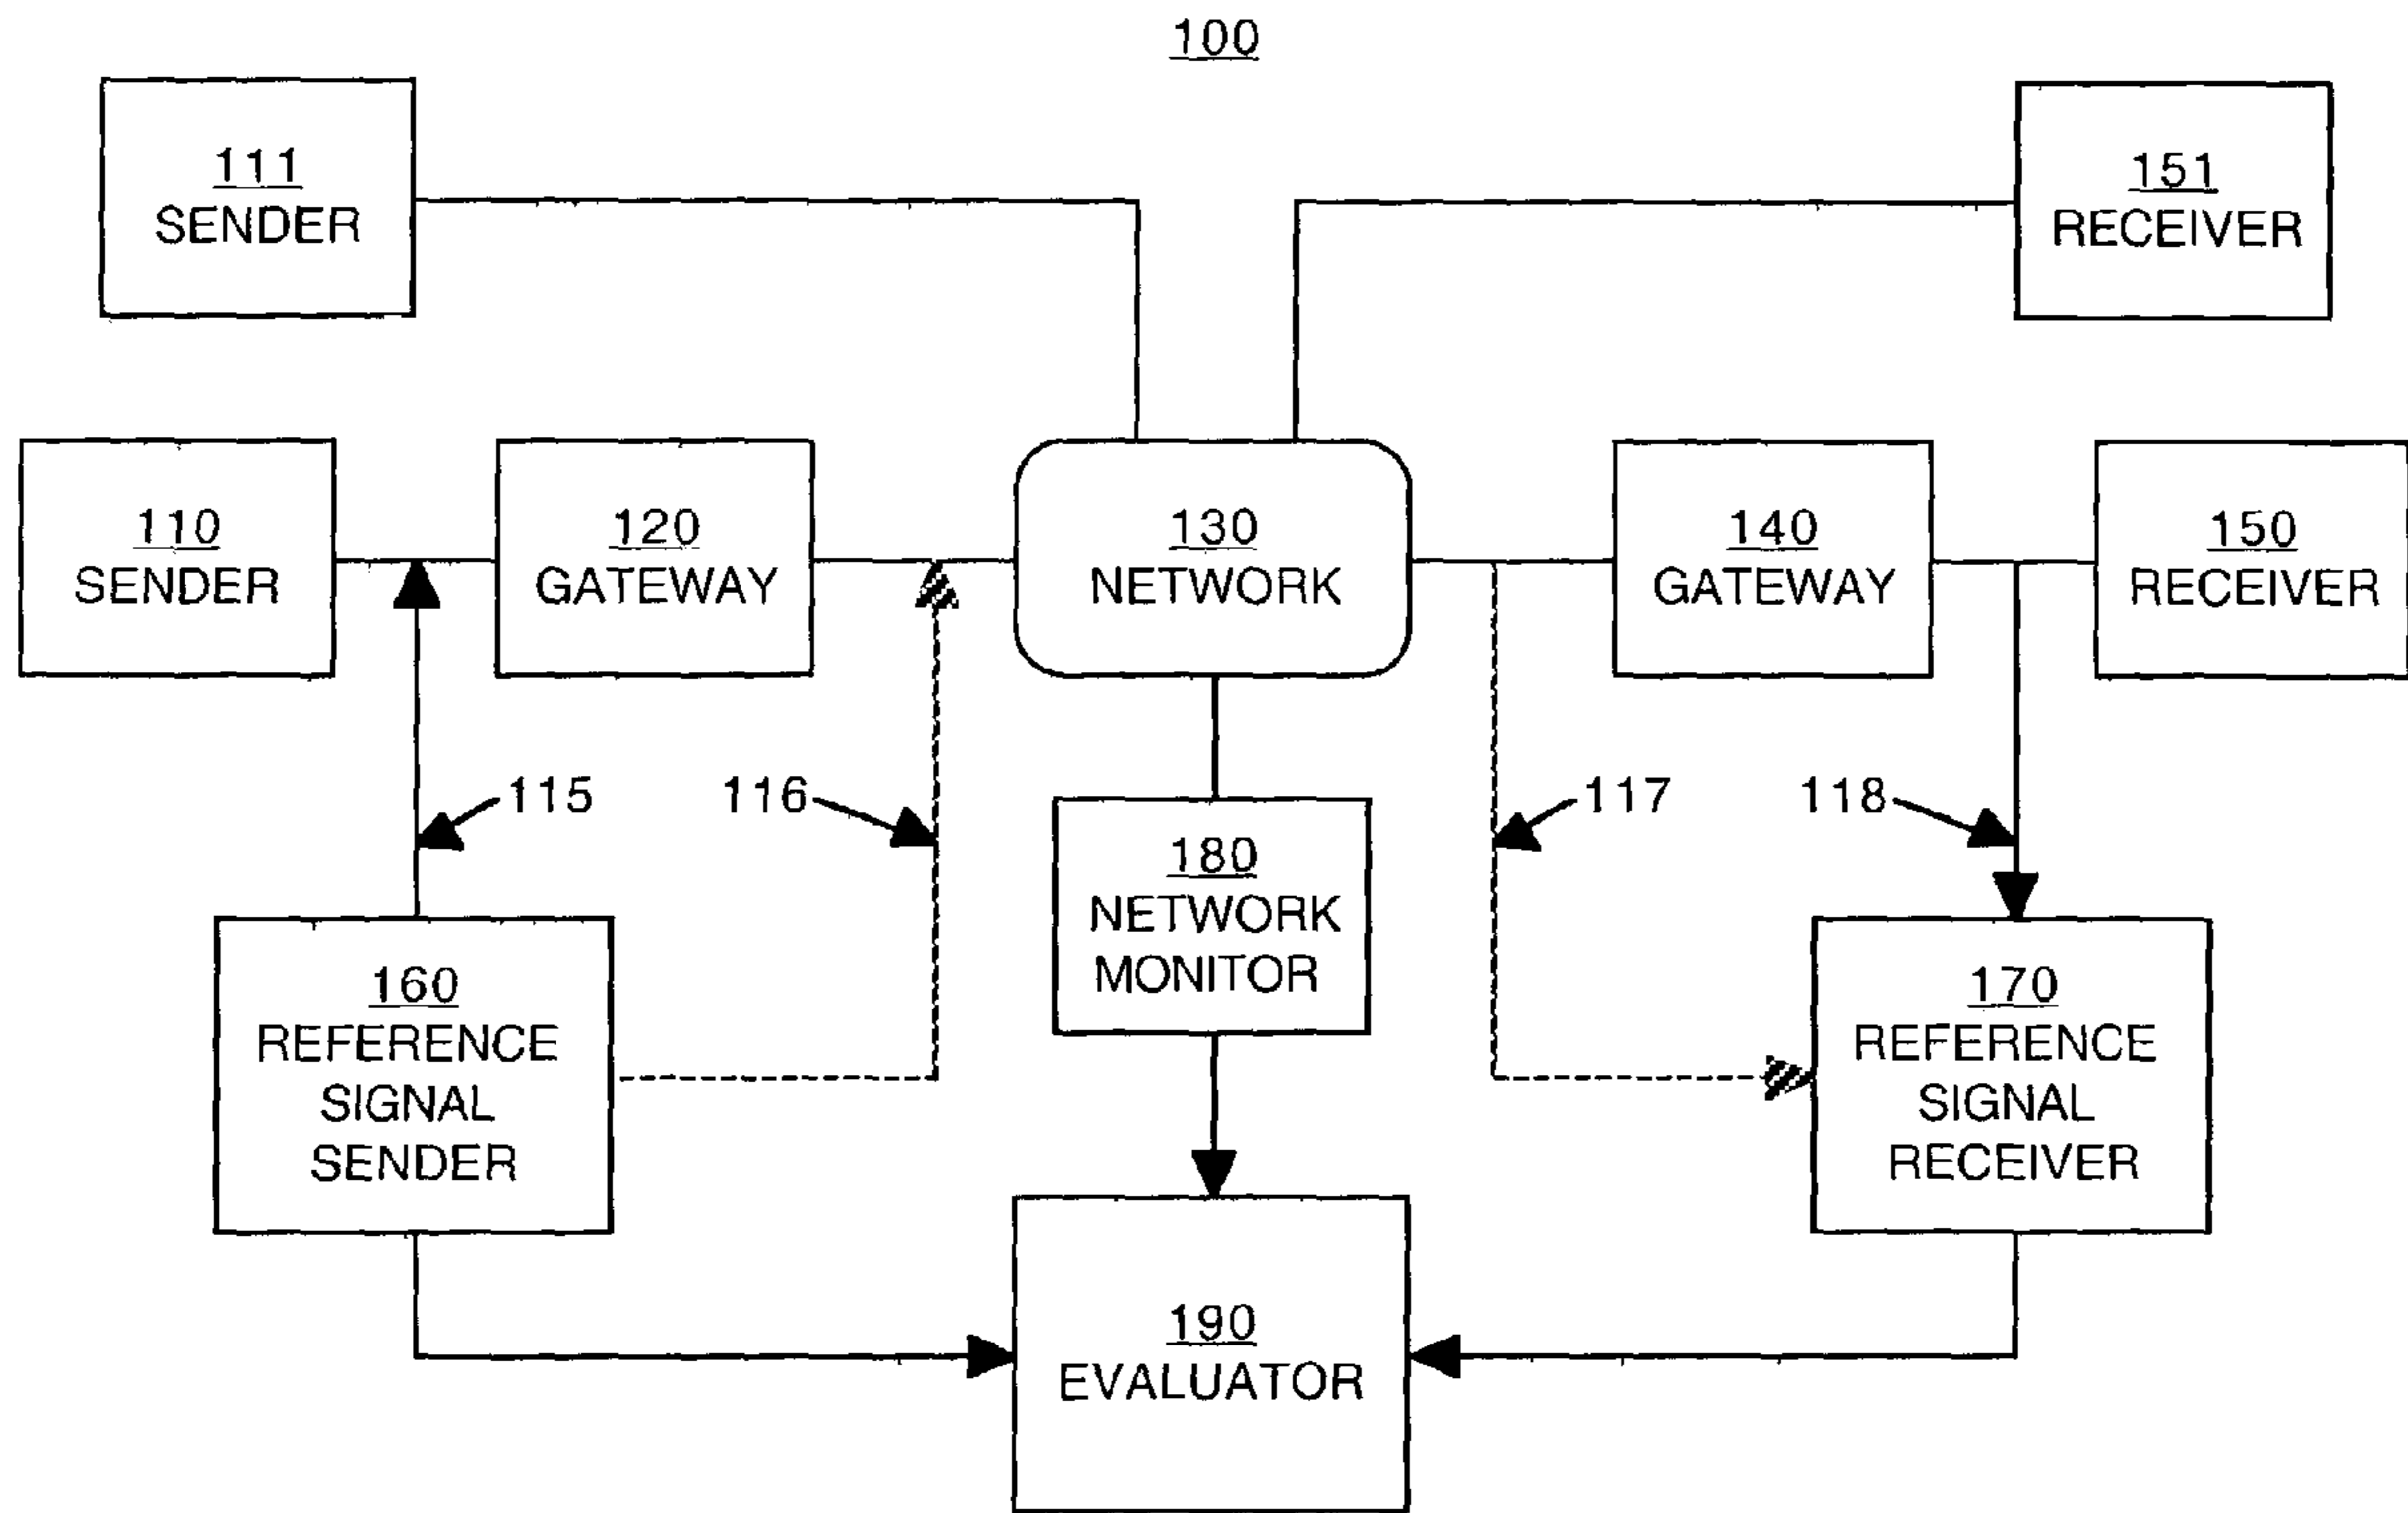 100
111
SENDER
151
RECEIVER
110
SENDER
120
GATEWAY
130
NETWORK
140
GATEWAY
150
RECEIVER
115
116
117
118
180
NETWORK
MONITOR
160
REFERENCE
SIGNAL
SENDER
170
REFERENCE
SIGNAL
RECEIVER
190
EVALUATOR